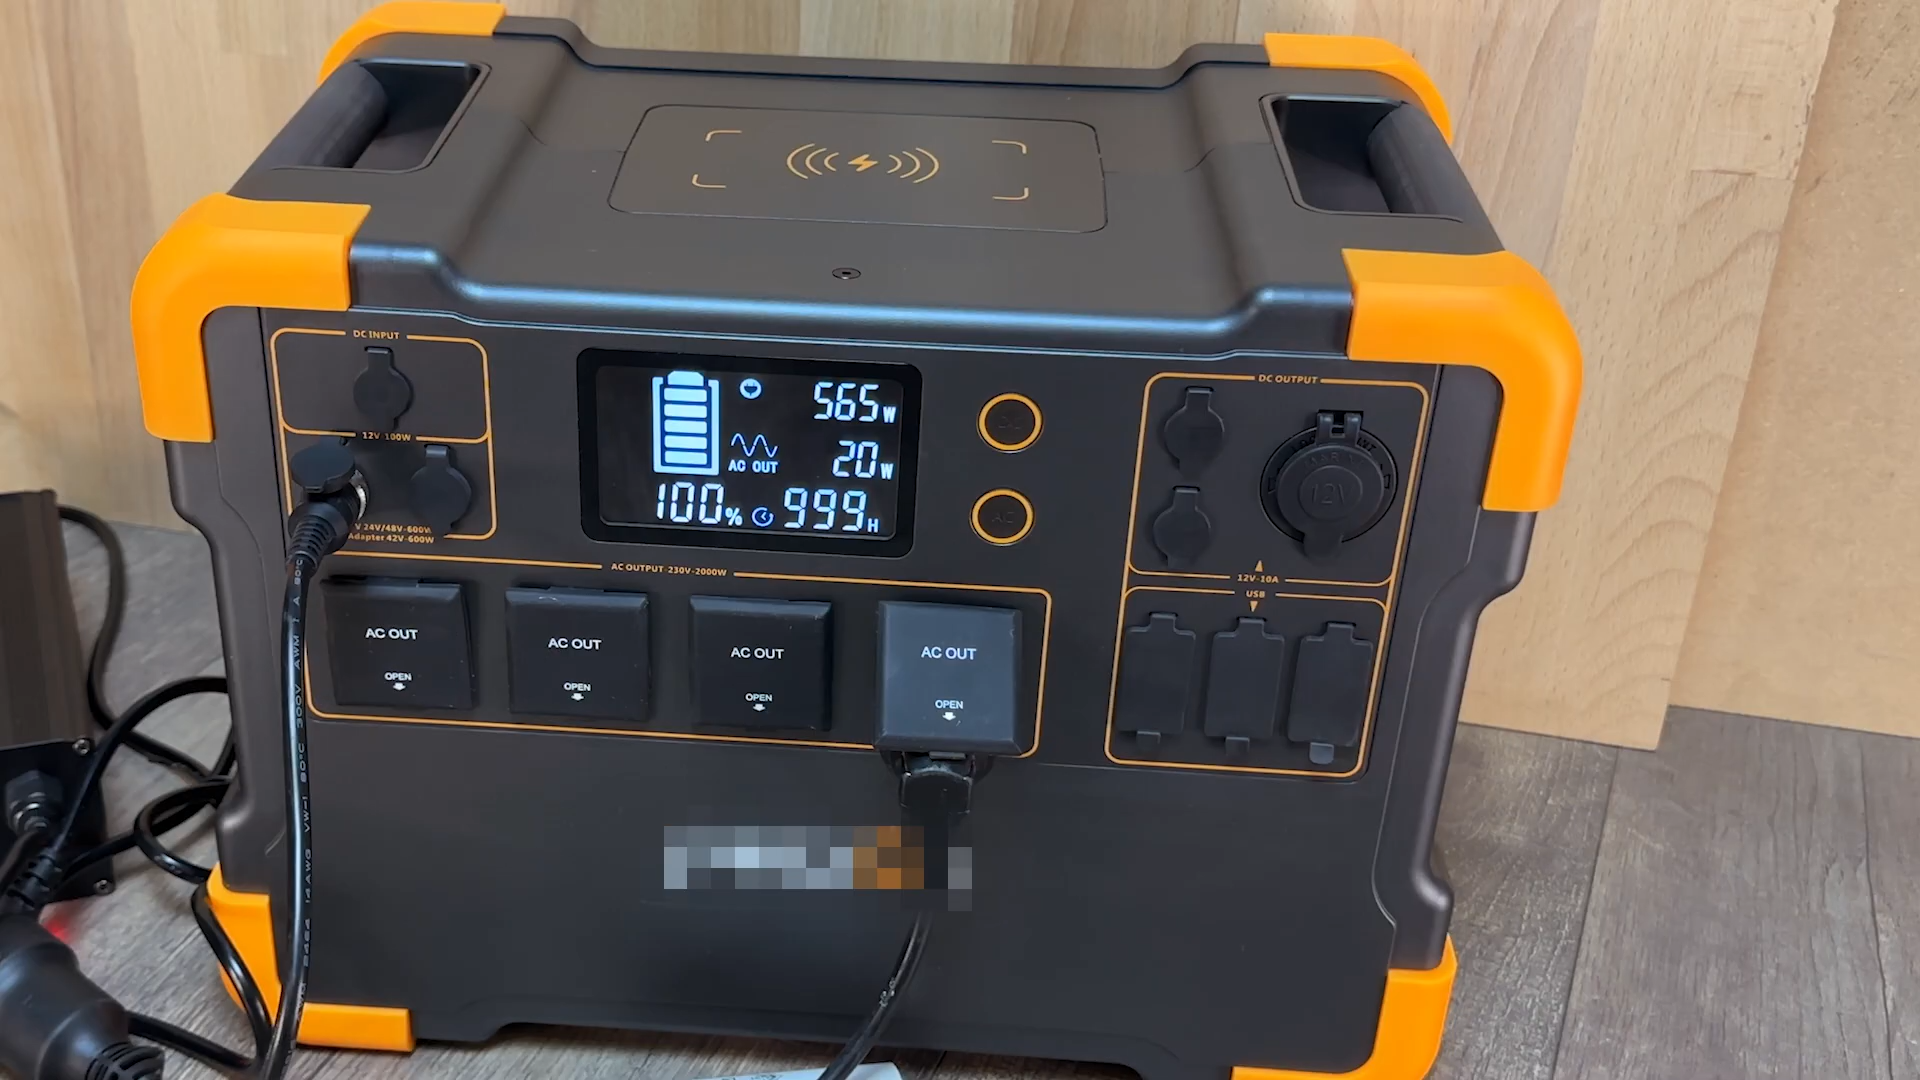 DC INPUT
12V-100W
V 24V/48V-600W
Adapter 42V-600W
565W
AC OUT
20W
100%
999H
DC OUTPUT
12V
12V-10A
USB
AC OUTPUT-230V-2000W
AC OUT
OPEN
AC OUT
OPEN
AC OUT
OPEN
AC OUT
OPEN